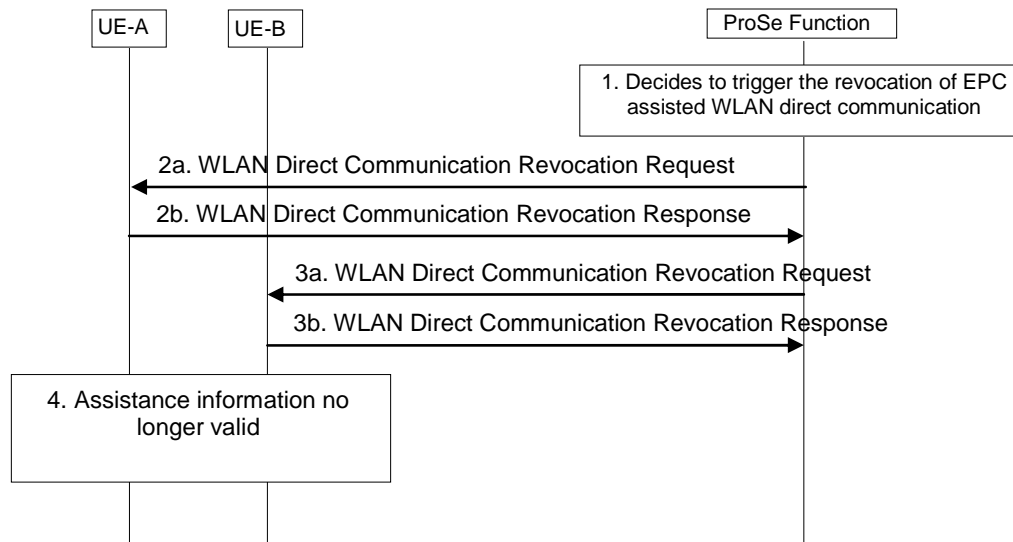 UE-A
UE-B
ProSe Function
1. Decides to trigger the revocation of EPC
assisted WLAN direct communication
2a. WLAN Direct Communication Revocation Request
2b. WLAN Direct Communication Revocation Response
3a. WLAN Direct Communication Revocation Request
3b. WLAN Direct Communication Revocation Response
4. Assistance information no
longer valid